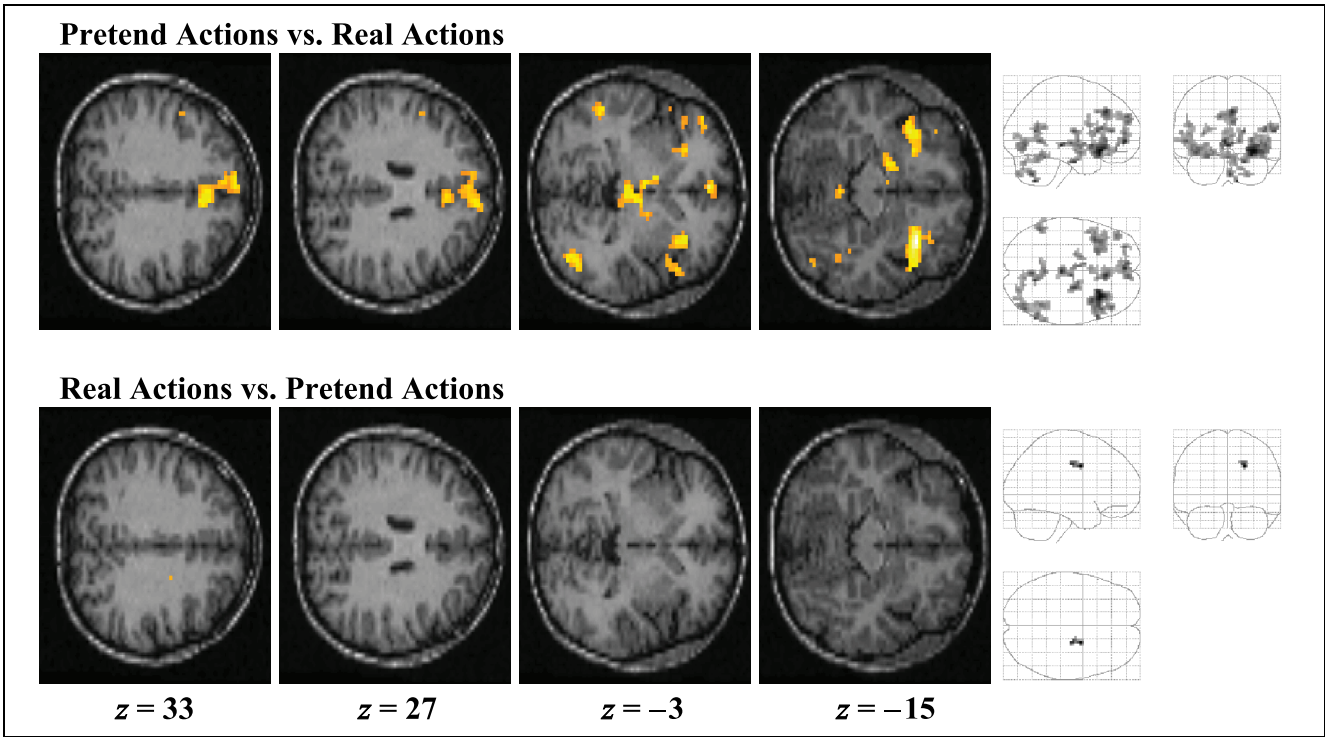 Pretend Actions vs. Real Actions
Real Actions vs. Pretend Actions
z = 33
z = 27
z = −3
z = −15